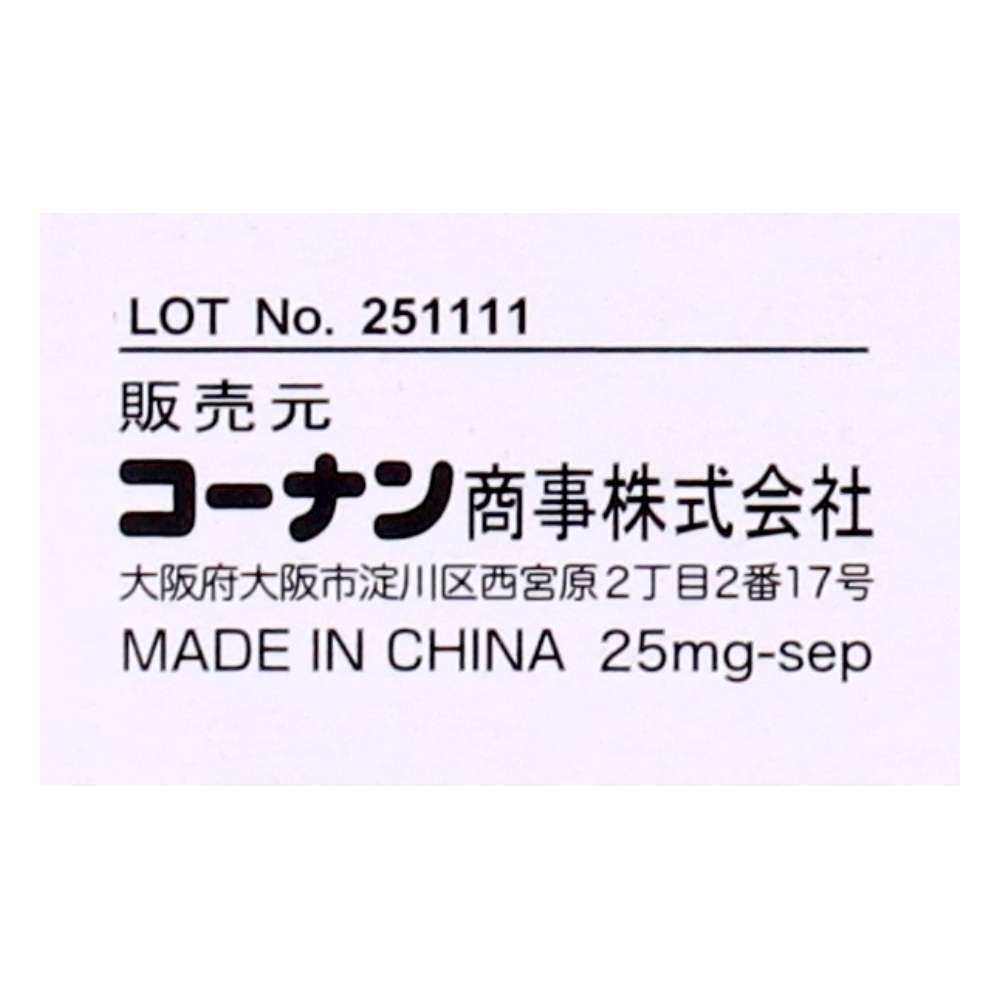 LOT No. 251111
販売元
コーナン商事株式会社
大阪府大阪市淀川区西宮原2丁目2番17号
MADE IN CHINA 25mg-sep